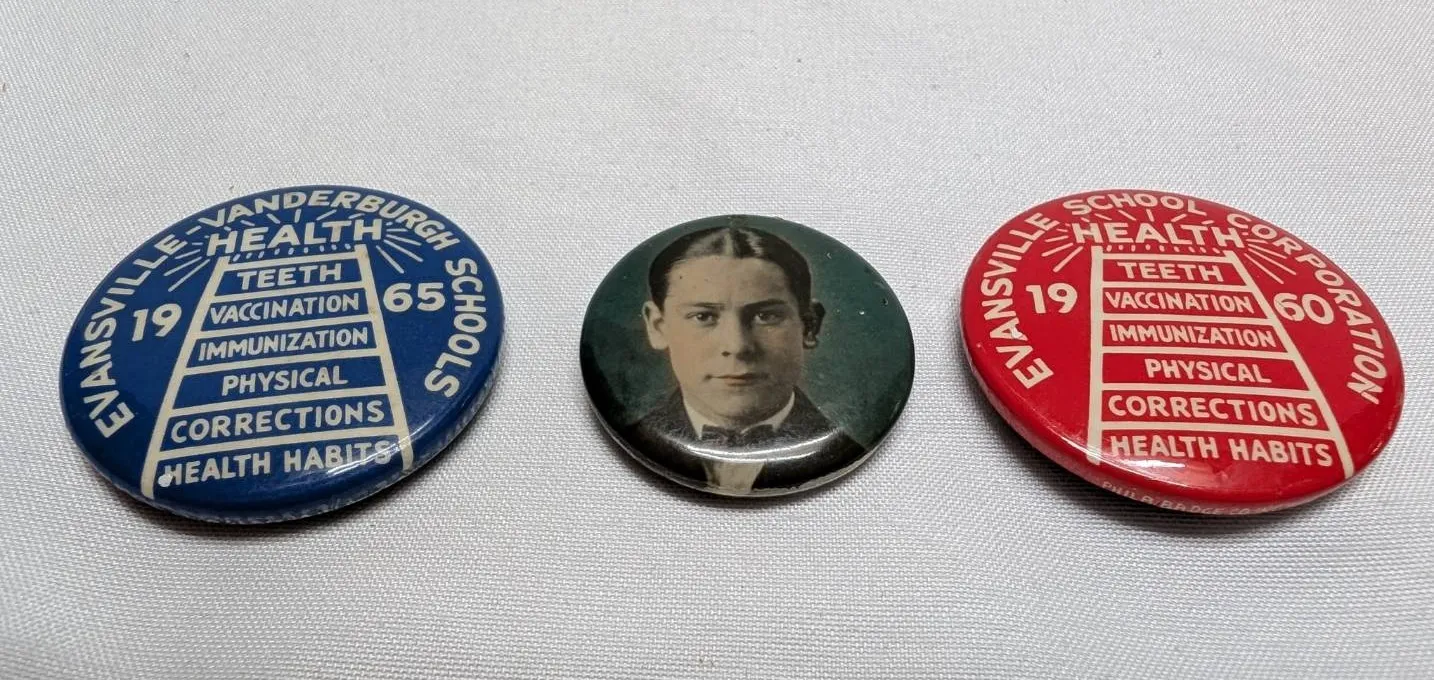 EVANSVILLE-VANDERBURGH SCHOOLS
HEALTH
19 65
TEETH
VACCINATION
IMMUNIZATION
PHYSICAL
CORRECTIONS
HEALTH HABITS
EVANSVILLE SCHOOL CORPORATION
HEALTH
19 60
TEETH
VACCINATION
IMMUNIZATION
PHYSICAL
CORRECTIONS
HEALTH HABITS